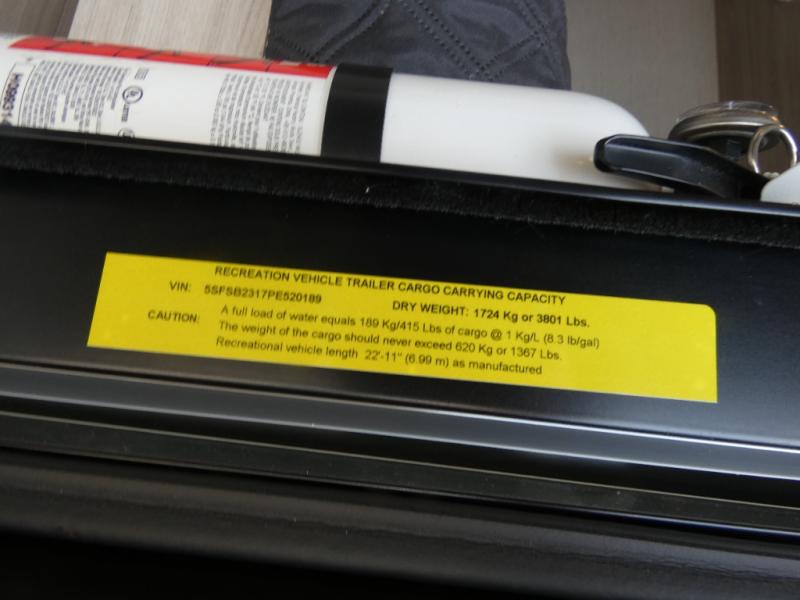 RECREATION VEHICLE TRAILER CARGO CARRYING CAPACITY
VIN: 5SFSB2317PE520189 DRY WEIGHT: 1724 Kg or 3801 Lbs.
CAUTION: A full load of water equals 189 Kg/415 Lbs of cargo @ 1 Kg/L (8.3 lb/gal)
The weight of the cargo should never exceed 620 Kg or 1367 Lbs.
Recreational vehicle length 22'-11" (6.99 m) as manufactured